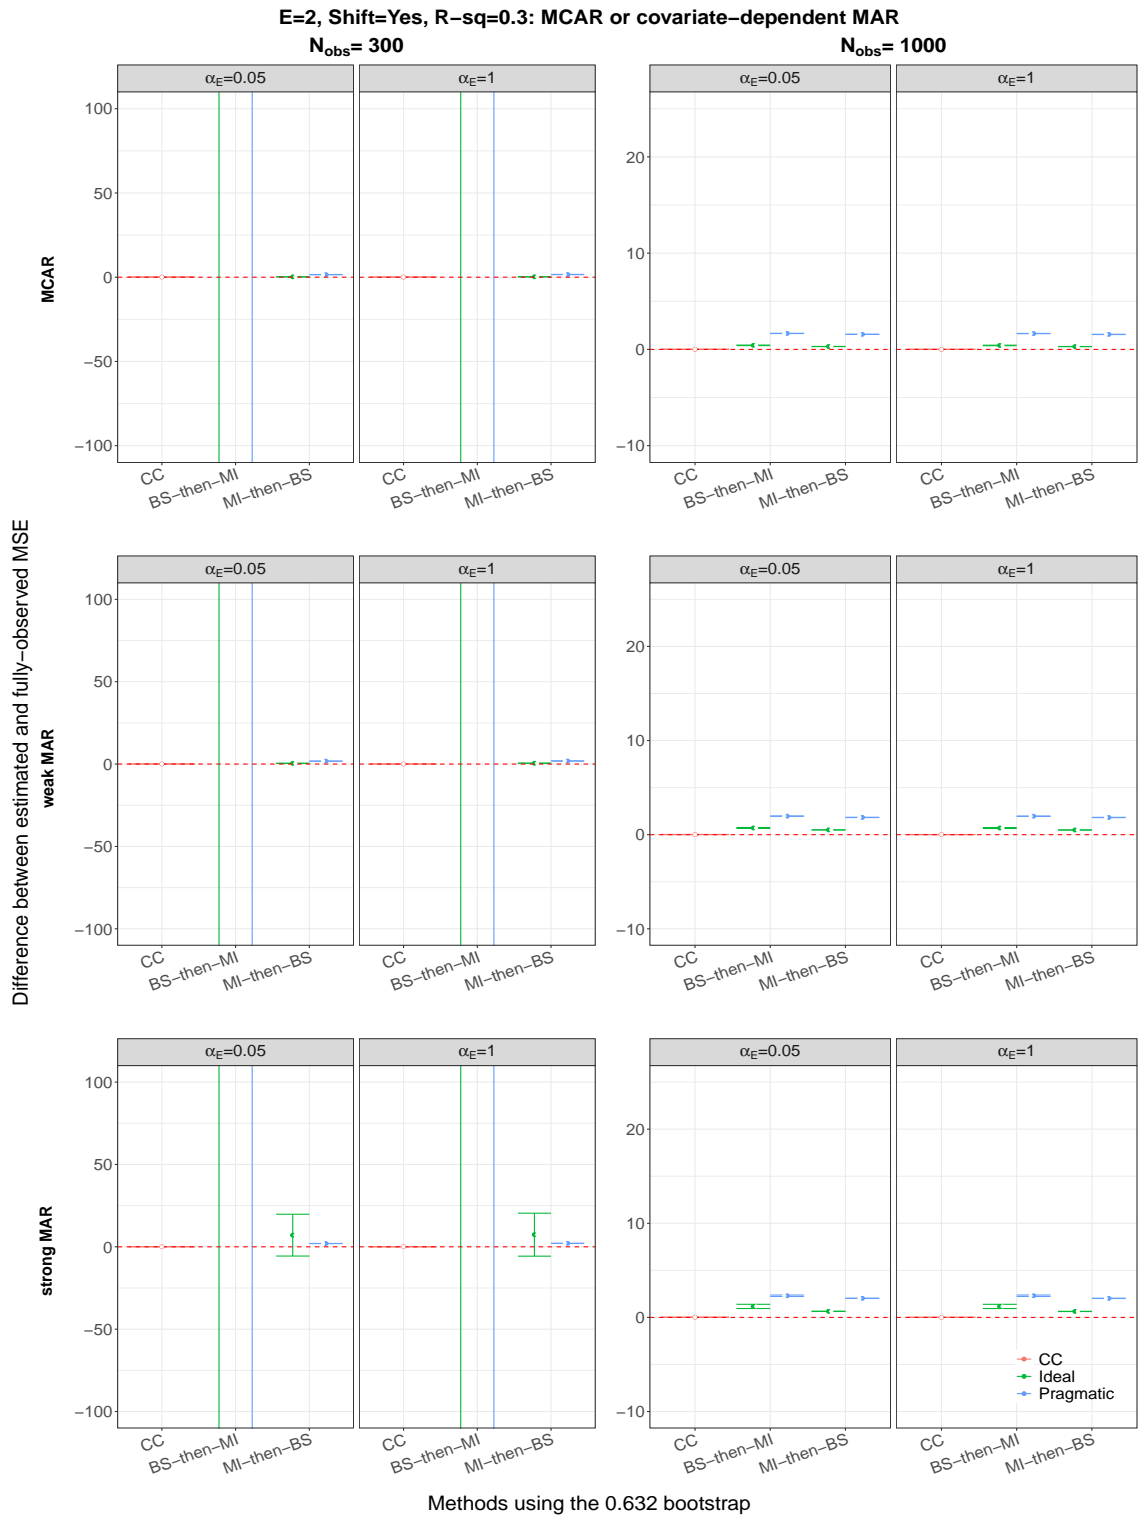 E=2, Shift=Yes, R−sq=0.3: MCAR or covariate−dependent MAR
Nobs= 300
Nobs= 1000
Difference between estimated and fully−observed MSE
MCAR
αE=0.05
αE=1
αE=0.05
αE=1
100
50
0
−50
−100
20
10
0
−10
CC
BS−then−MI
MI−then−BS
CC
BS−then−MI
MI−then−BS
CC
BS−then−MI
MI−then−BS
CC
BS−then−MI
MI−then−BS
weak MAR
αE=0.05
αE=1
αE=0.05
αE=1
100
50
0
−50
−100
20
10
0
−10
CC
BS−then−MI
MI−then−BS
CC
BS−then−MI
MI−then−BS
CC
BS−then−MI
MI−then−BS
CC
BS−then−MI
MI−then−BS
strong MAR
αE=0.05
αE=1
αE=0.05
αE=1
100
50
0
−50
−100
20
10
0
−10
CC
Ideal
Pragmatic
CC
BS−then−MI
MI−then−BS
CC
BS−then−MI
MI−then−BS
CC
BS−then−MI
MI−then−BS
CC
BS−then−MI
MI−then−BS
Methods using the 0.632 bootstrap